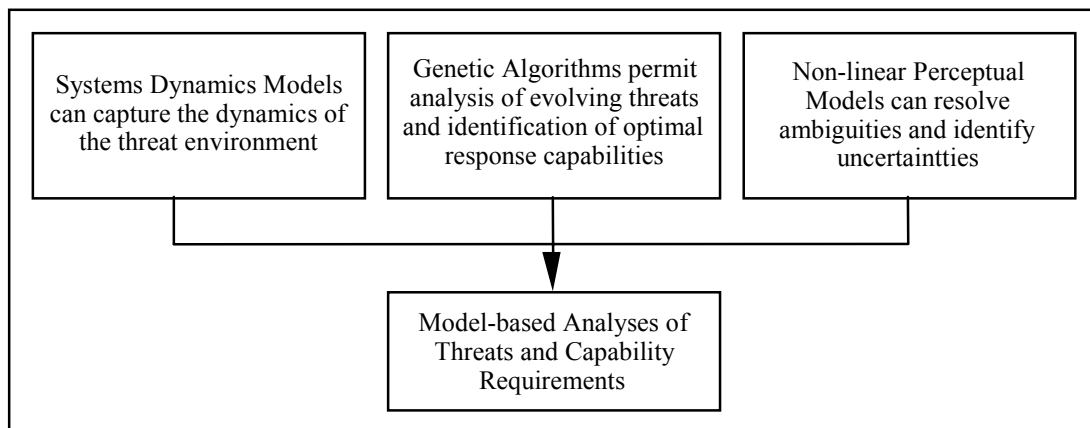 Systems Dynamics Models
can capture the dynamics of
the threat environment
Genetic Algorithms permit
analysis of evolving threats
and identification of optimal
response capabilities
Non-linear Perceptual
Models can resolve
ambiguities and identify
uncertaintties
Model-based Analyses of
Threats and Capability
Requirements